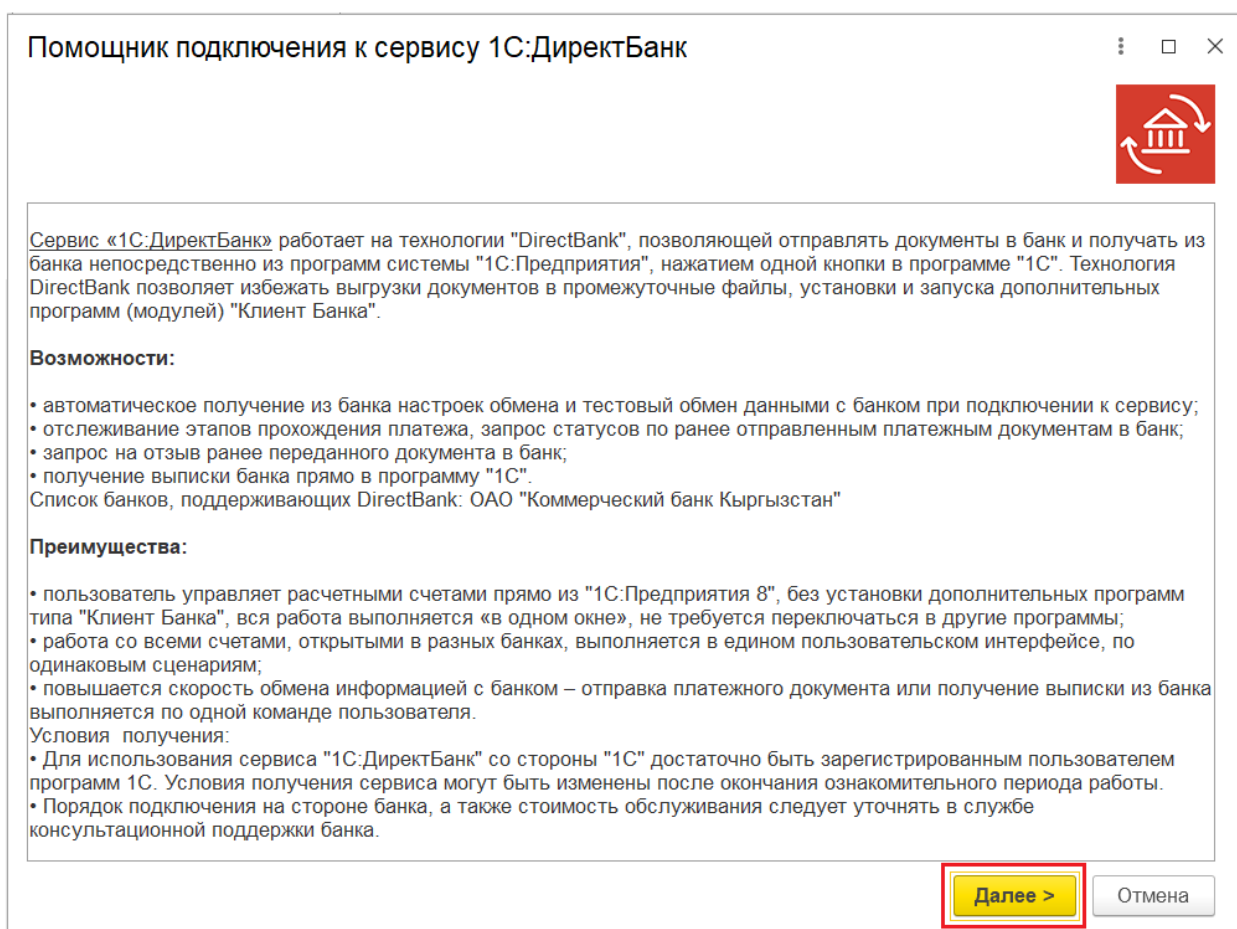 Помощник подключения к сервису 1С:ДиректБанк
Сервис «1С:ДиректБанк» работает на технологии "DirectBank", позволяющей отправлять документы в банк и получать из
банка непосредственно из программ системы "1С:Предприятия", нажатием одной кнопки в программе "1С". Технология
DirectBank позволяет избежать выгрузки документов в промежуточные файлы, установки и запуска дополнительных
программ (модулей) "Клиент Банка".
Возможности:
• автоматическое получение из банка настроек обмена и тестовый обмен данными с банком при подключении к сервису;
• отслеживание этапов прохождения платежа, запрос статусов по ранее отправленным платежным документам в банк;
• запрос на отзыв ранее переданного документа в банк;
• получение выписки банка прямо в программу "1С".
Список банков, поддерживающих DirectBank: ОАО "Коммерческий банк Кыргызстан"
Преимущества:
• пользователь управляет расчетными счетами прямо из "1С:Предприятия 8", без установки дополнительных программ
типа "Клиент Банка", вся работа выполняется «в одном окне», не требуется переключаться в другие программы;
• работа со всеми счетами, открытыми в разных банках, выполняется в едином пользовательском интерфейсе, по
одинаковым сценариям;
• повышается скорость обмена информацией с банком – отправка платежного документа или получение выписки из банка
выполняется по одной команде пользователя.
Условия  получения:
• Для использования сервиса "1С:ДиректБанк" со стороны "1С" достаточно быть зарегистрированным пользователем
программ 1С. Условия получения сервиса могут быть изменены после окончания ознакомительного периода работы.
• Порядок подключения на стороне банка, а также стоимость обслуживания следует уточнять в службе
консультационной поддержки банка.
Далее > Отмена